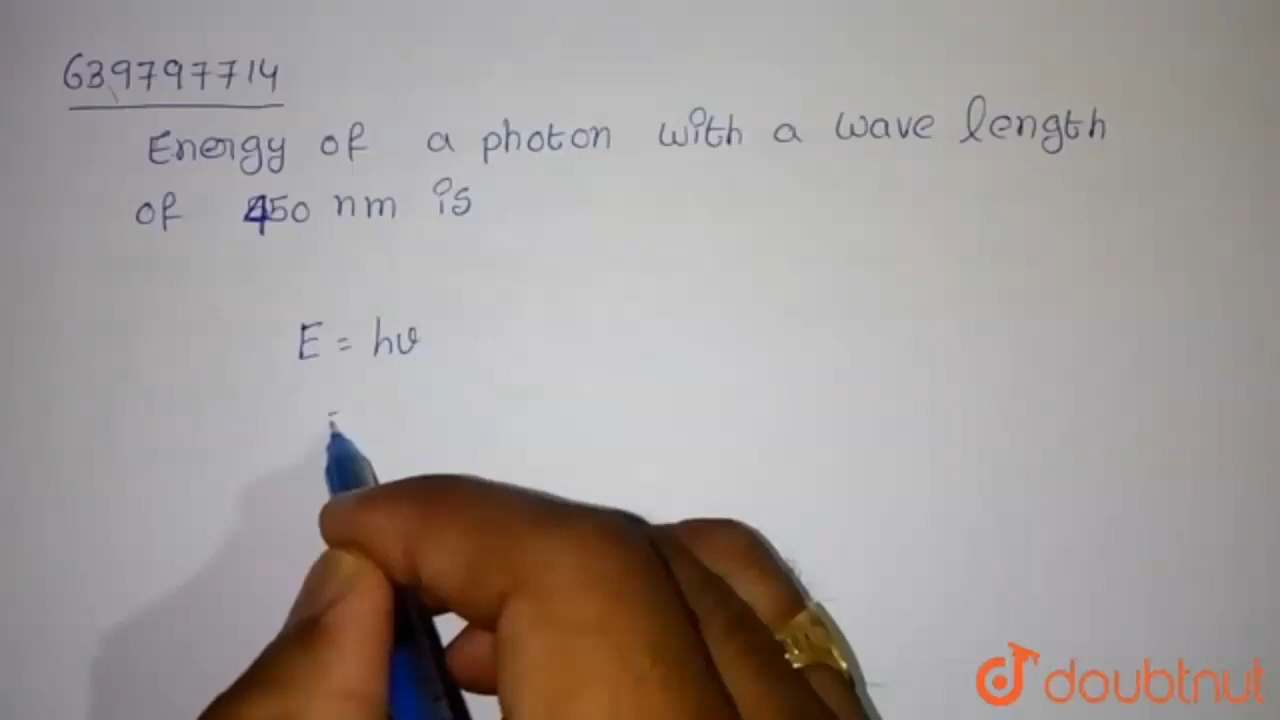 639797714
Energy of a photon with a wave length
of 450 nm is
E = hν
doubtnut